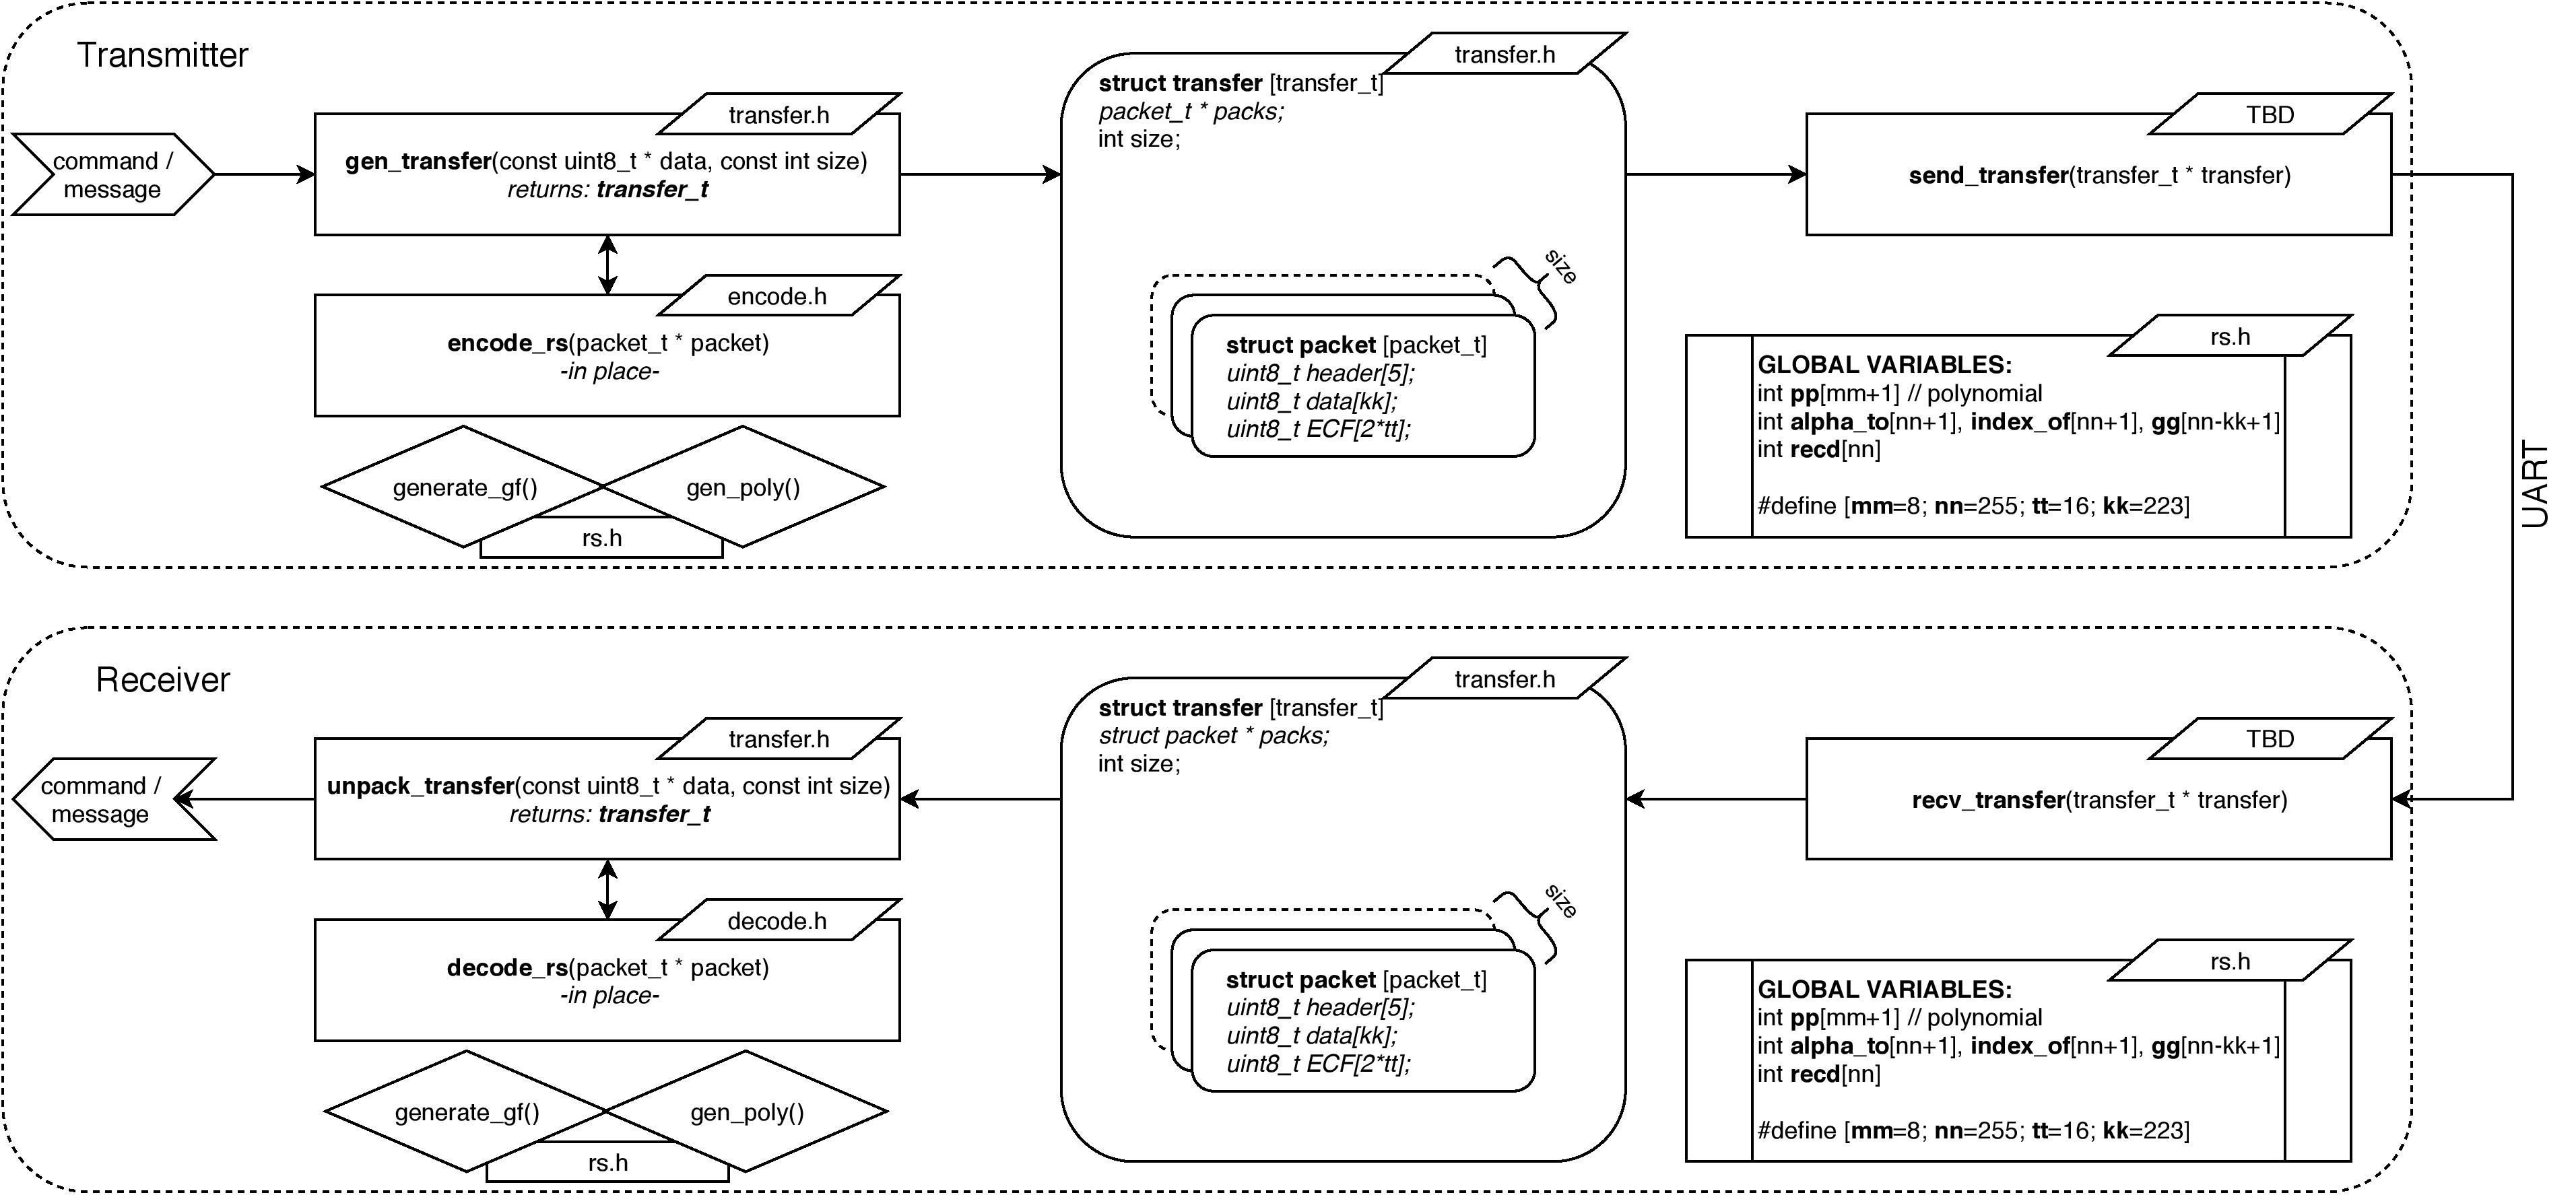 Transmitter
command /
message
transfer.h
gen_transfer(const uint8_t * data, const int size)
returns: transfer_t
encode.h
encode_rs(packet_t * packet)
-in place-
generate_gf()
gen_poly()
rs.h
transfer.h
struct transfer [transfer_t]
packet_t * packs;
int size;
size
struct packet [packet_t]
uint8_t header[5];
uint8_t data[kk];
uint8_t ECF[2*tt];
TBD
send_transfer(transfer_t * transfer)
rs.h
GLOBAL VARIABLES:
int pp[mm+1] // polynomial
int alpha_to[nn+1], index_of[nn+1], gg[nn-kk+1]
int recd[nn]
#define [mm=8; nn=255; tt=16; kk=223]
UART
Receiver
command /
message
transfer.h
unpack_transfer(const uint8_t * data, const int size)
returns: transfer_t
decode.h
decode_rs(packet_t * packet)
-in place-
generate_gf()
gen_poly()
rs.h
transfer.h
struct transfer [transfer_t]
struct packet * packs;
int size;
size
struct packet [packet_t]
uint8_t header[5];
uint8_t data[kk];
uint8_t ECF[2*tt];
TBD
recv_transfer(transfer_t * transfer)
rs.h
GLOBAL VARIABLES:
int pp[mm+1] // polynomial
int alpha_to[nn+1], index_of[nn+1], gg[nn-kk+1]
int recd[nn]
#define [mm=8; nn=255; tt=16; kk=223]